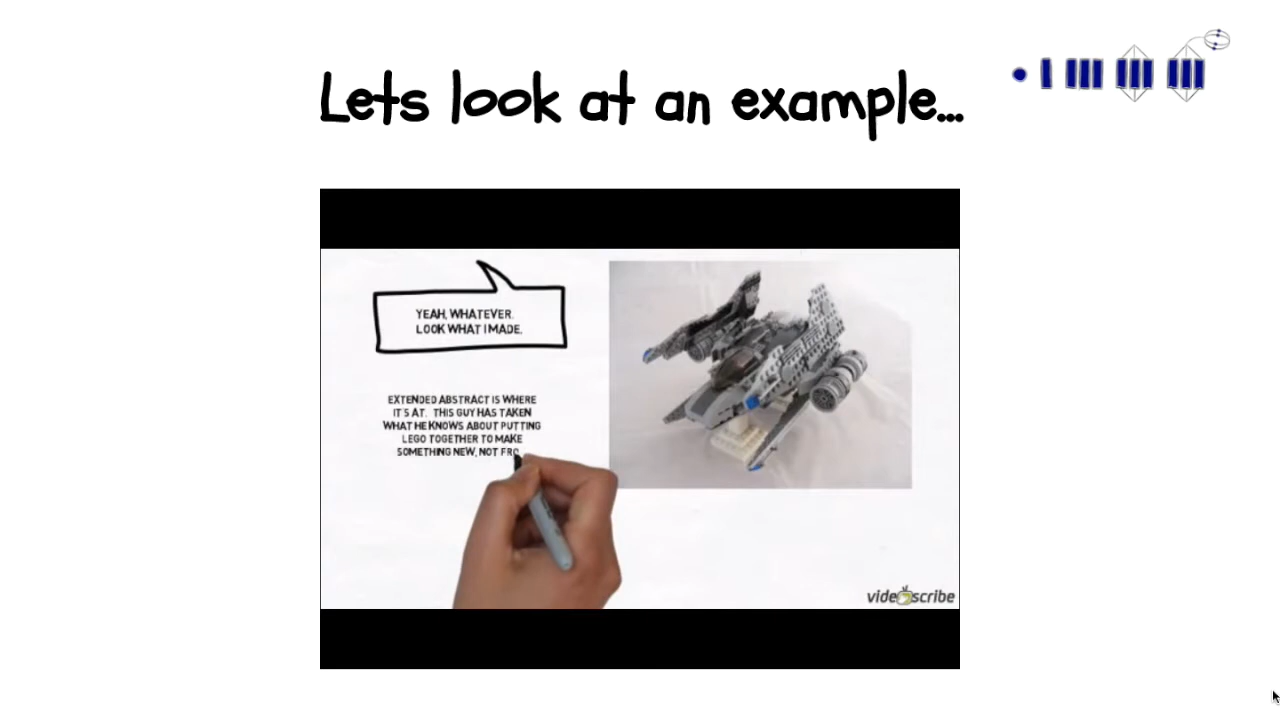 Lets look at an example...
YEAH, WHATEVER.
LOOK WHAT I MADE.
EXTENDED ABSTRACT IS WHERE
IT'S AT. THIS GUY HAS TAKEN
WHAT HE KNOWS ABOUT PUTTING
LEGO TOGETHER TO MAKE
SOMETHING NEW, NOT FRO
videoscribe